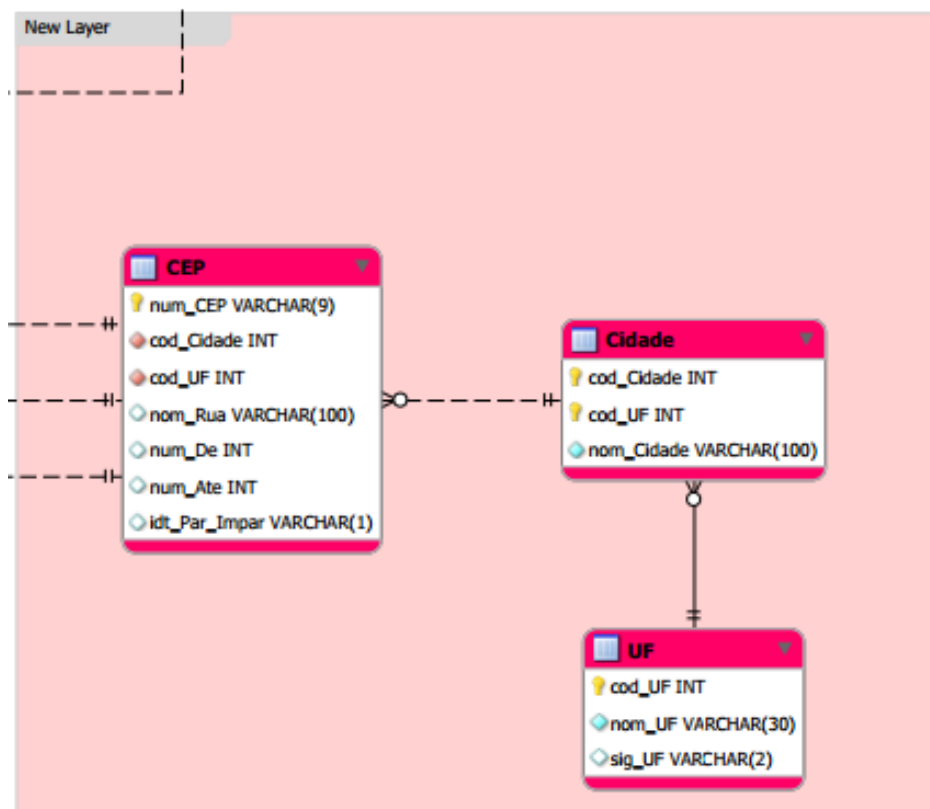 New Layer
CEP
num_CEP VARCHAR(9)
cod_Cidade INT
cod_UF INT
nom_Rua VARCHAR(100)
num_De INT
num_Ate INT
idt_Par_Impar VARCHAR(1)
Cidade
cod_Cidade INT
cod_UF INT
nom_Cidade VARCHAR(100)
UF
cod_UF INT
nom_UF VARCHAR(30)
sig_UF VARCHAR(2)